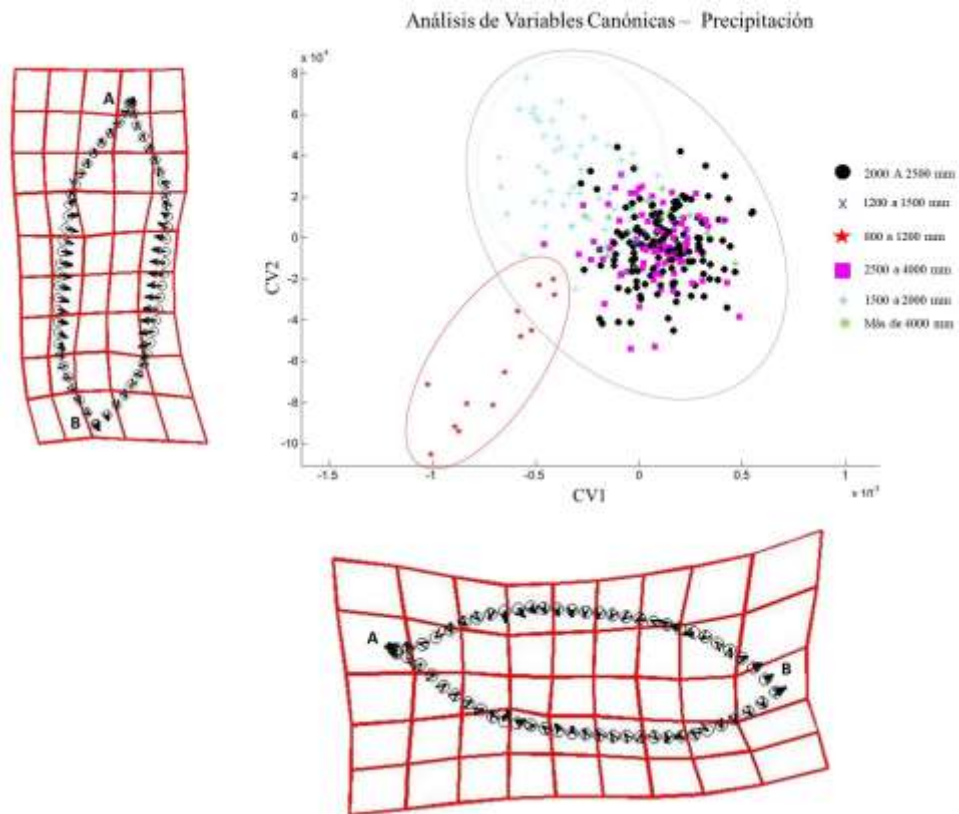 Análisis de Variables Canónicas – Precipitación
A
B
x 10⁻⁴
8
6
4
2
0
-2
-4
-6
-8
-10
CV2
-1.5
-1
-0.5
0
0.5
1
x 10⁻³
CV1
2000 A 2500 mm
1200 a 1500 mm
800 a 1200 mm
2500 a 4000 mm
1500 a 2000 mm
Más de 4000 mm
A
B